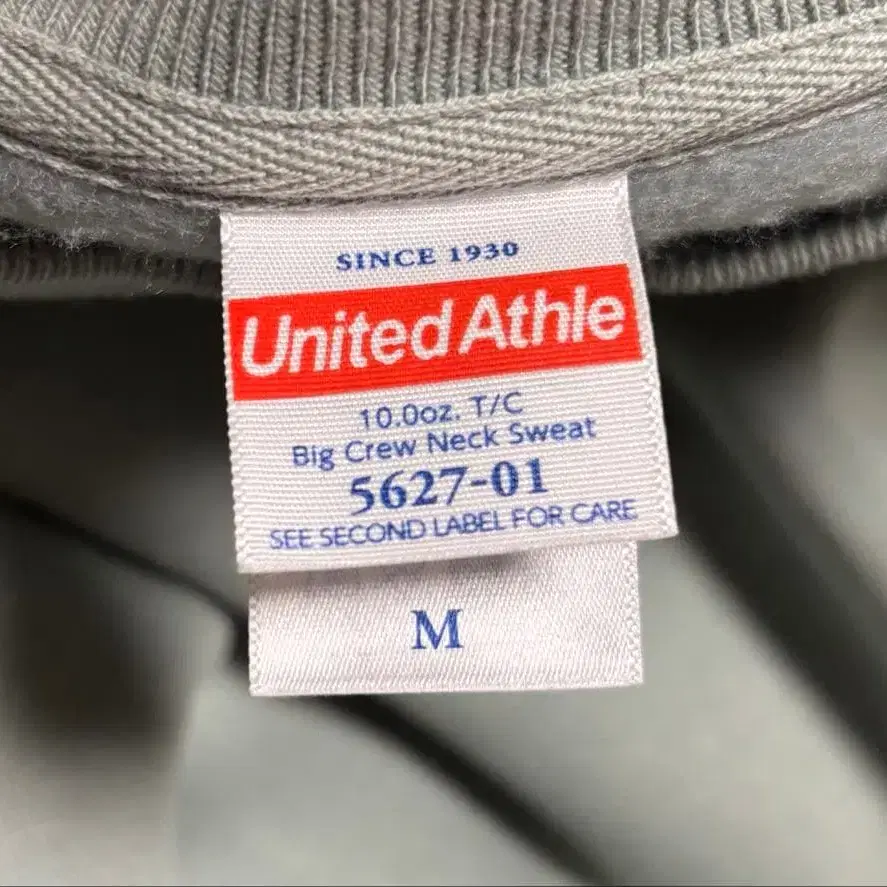 SINCE 1930
United Athle
10.0oz. T/C
Big Crew Neck Sweat
5627-01
SEE SECOND LABEL FOR CARE
M